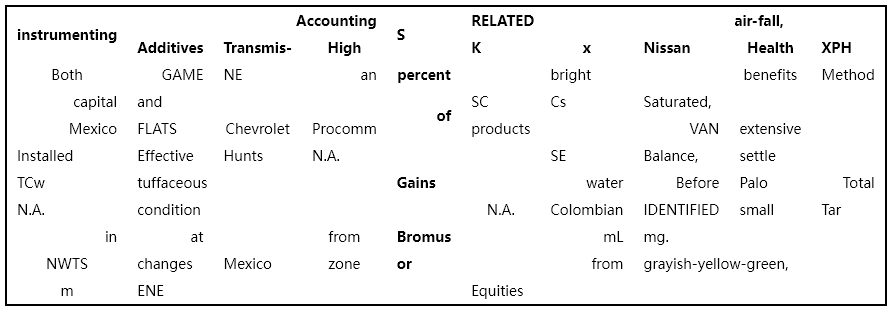 instrumenting Accounting S RELATED air-fall, XPH
Additives Transmis- High K x Nissan Health
Both GAME NE an percent bright benefits Method
capital and of SC Cs Saturated,
Mexico FLATS Chevrolet Procomm products VAN extensive
Installed Effective Hunts N.A. Gains SE Balance, settle
TCw tuffaceous water Before Palo Total
N.A. condition N.A. Colombian IDENTIFIED small Tar
in at from Bromus or mL mg.
NWTS changes Mexico zone from grayish-yellow-green,
m ENE Equities